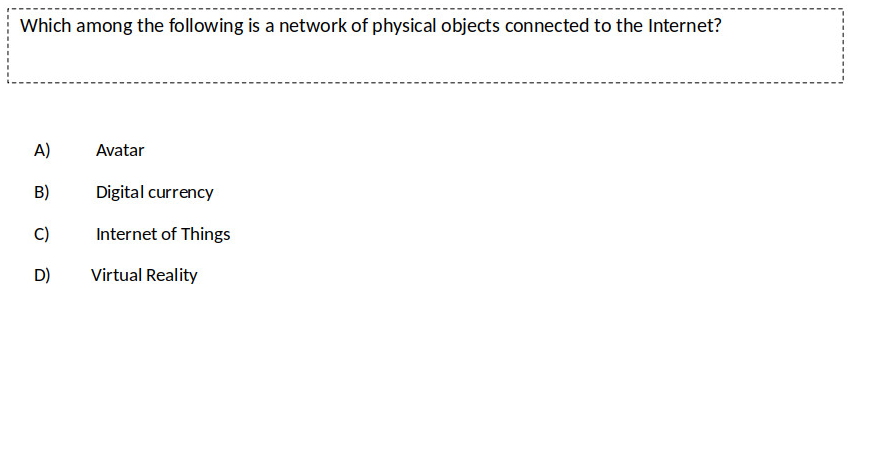 Which among the following is a network of physical objects connected to the Internet?
A) Avatar
B) Digital currency
C) Internet of Things
D) Virtual Reality